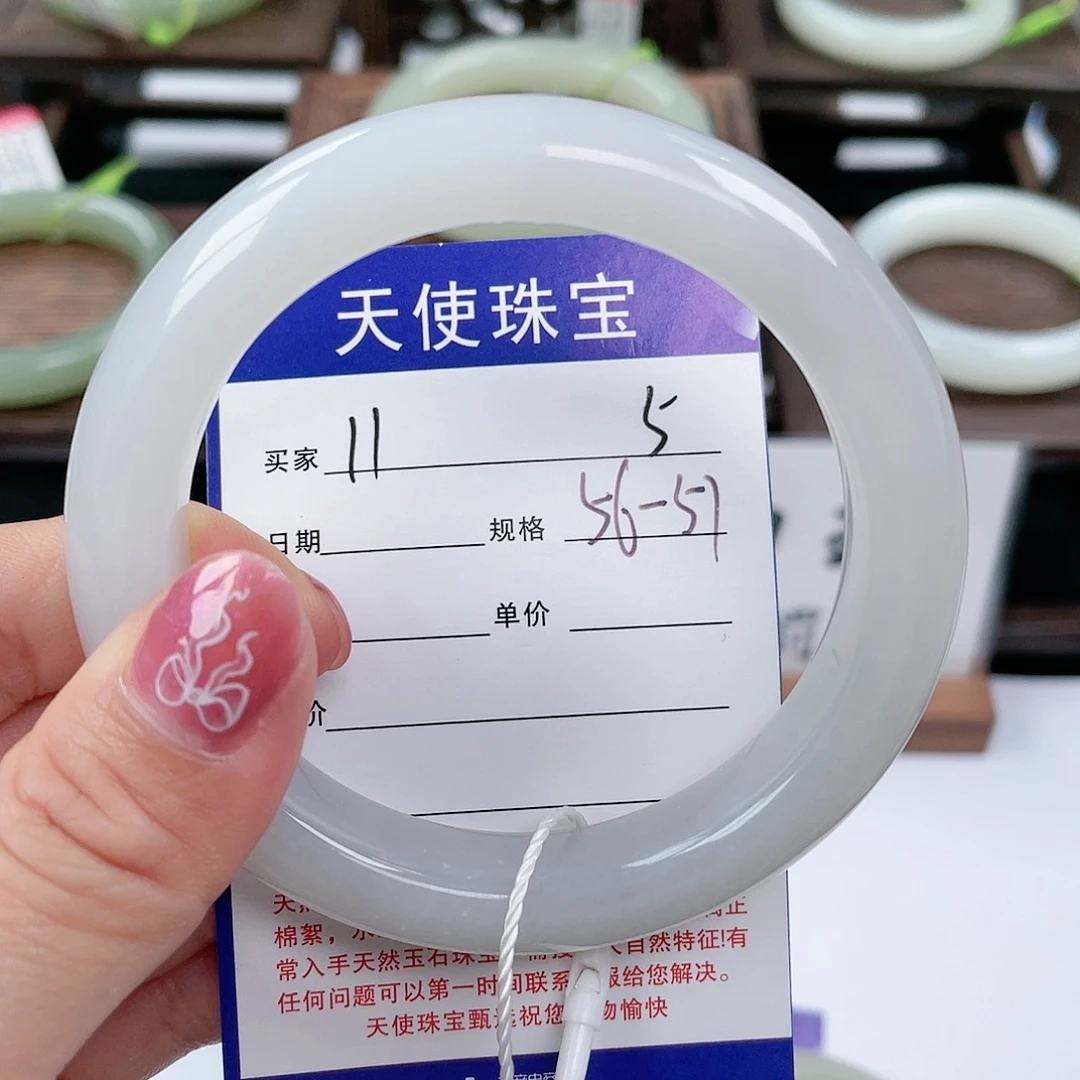 天使珠宝
买家 11 5
日期 规格 56-57
单价
价
棉絮，
常入手天然玉石珠宝 自然特征!有
任何问题可以第一时间联系 服给您解决。
天使珠宝甄选祝您 物愉快